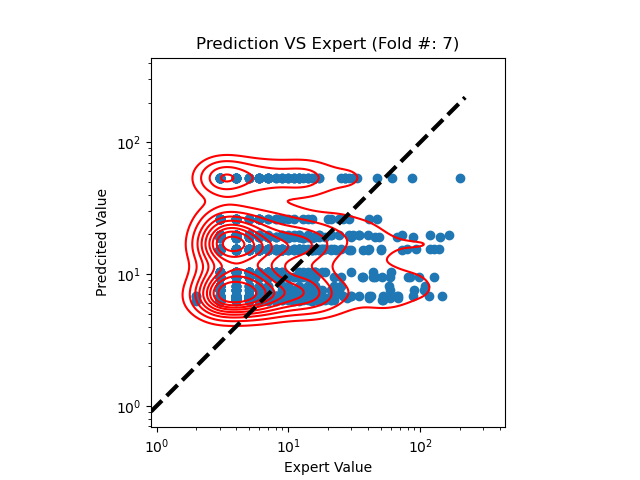 Prediction VS Expert (Fold #: 7)
Predcited Value
10²
10¹
10⁰
10⁰ 10¹ 10²
Expert Value